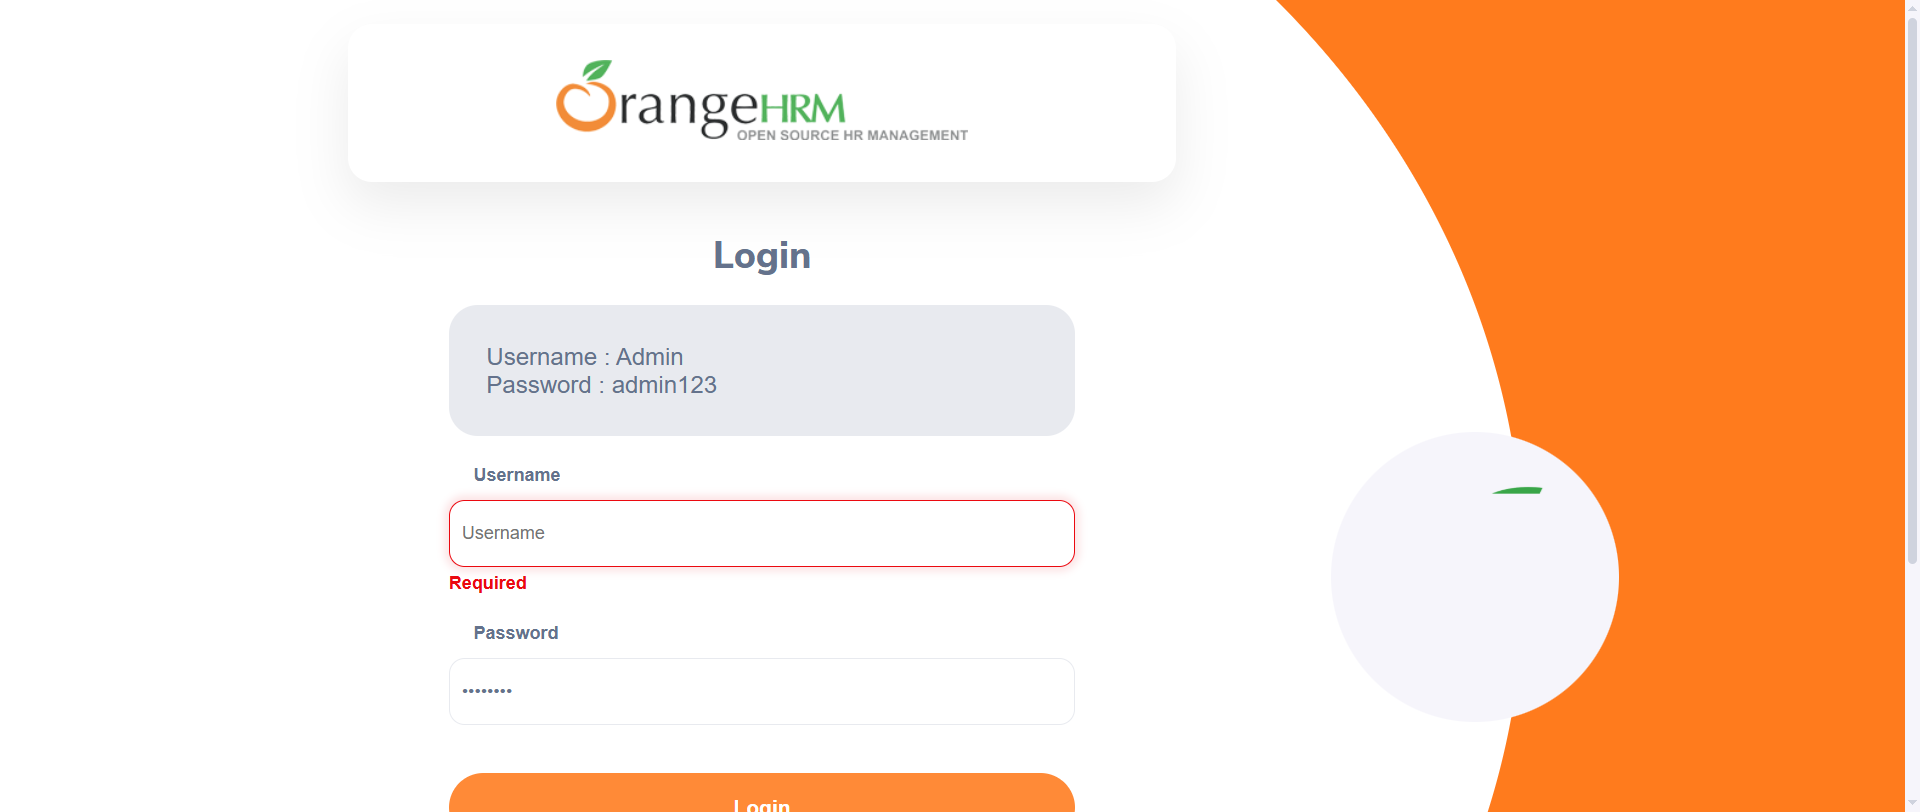 OrangeHRM
OPEN SOURCE HR MANAGEMENT
Login
Username : Admin
Password : admin123
Username
Username
Required
Password
••••••••
Login